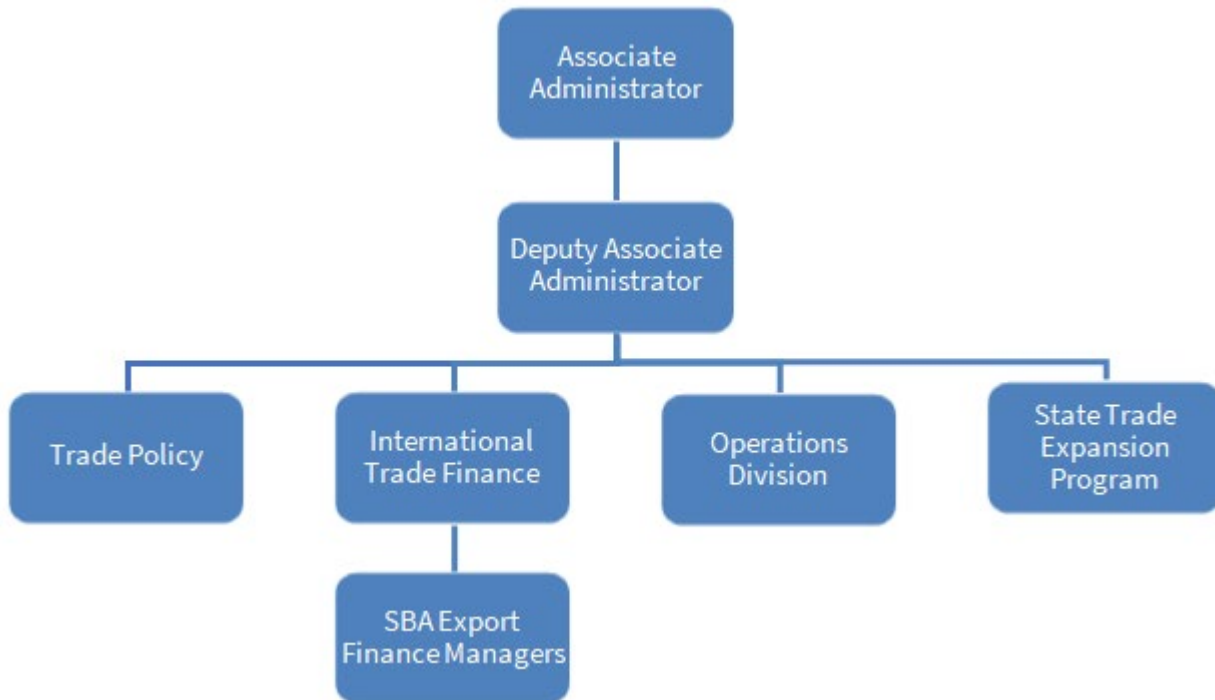 Associate
Administrator
Deputy Associate
Administrator
Trade Policy
International
Trade Finance
Operations
Division
State Trade
Expansion
Program
SBA Export
Finance Managers